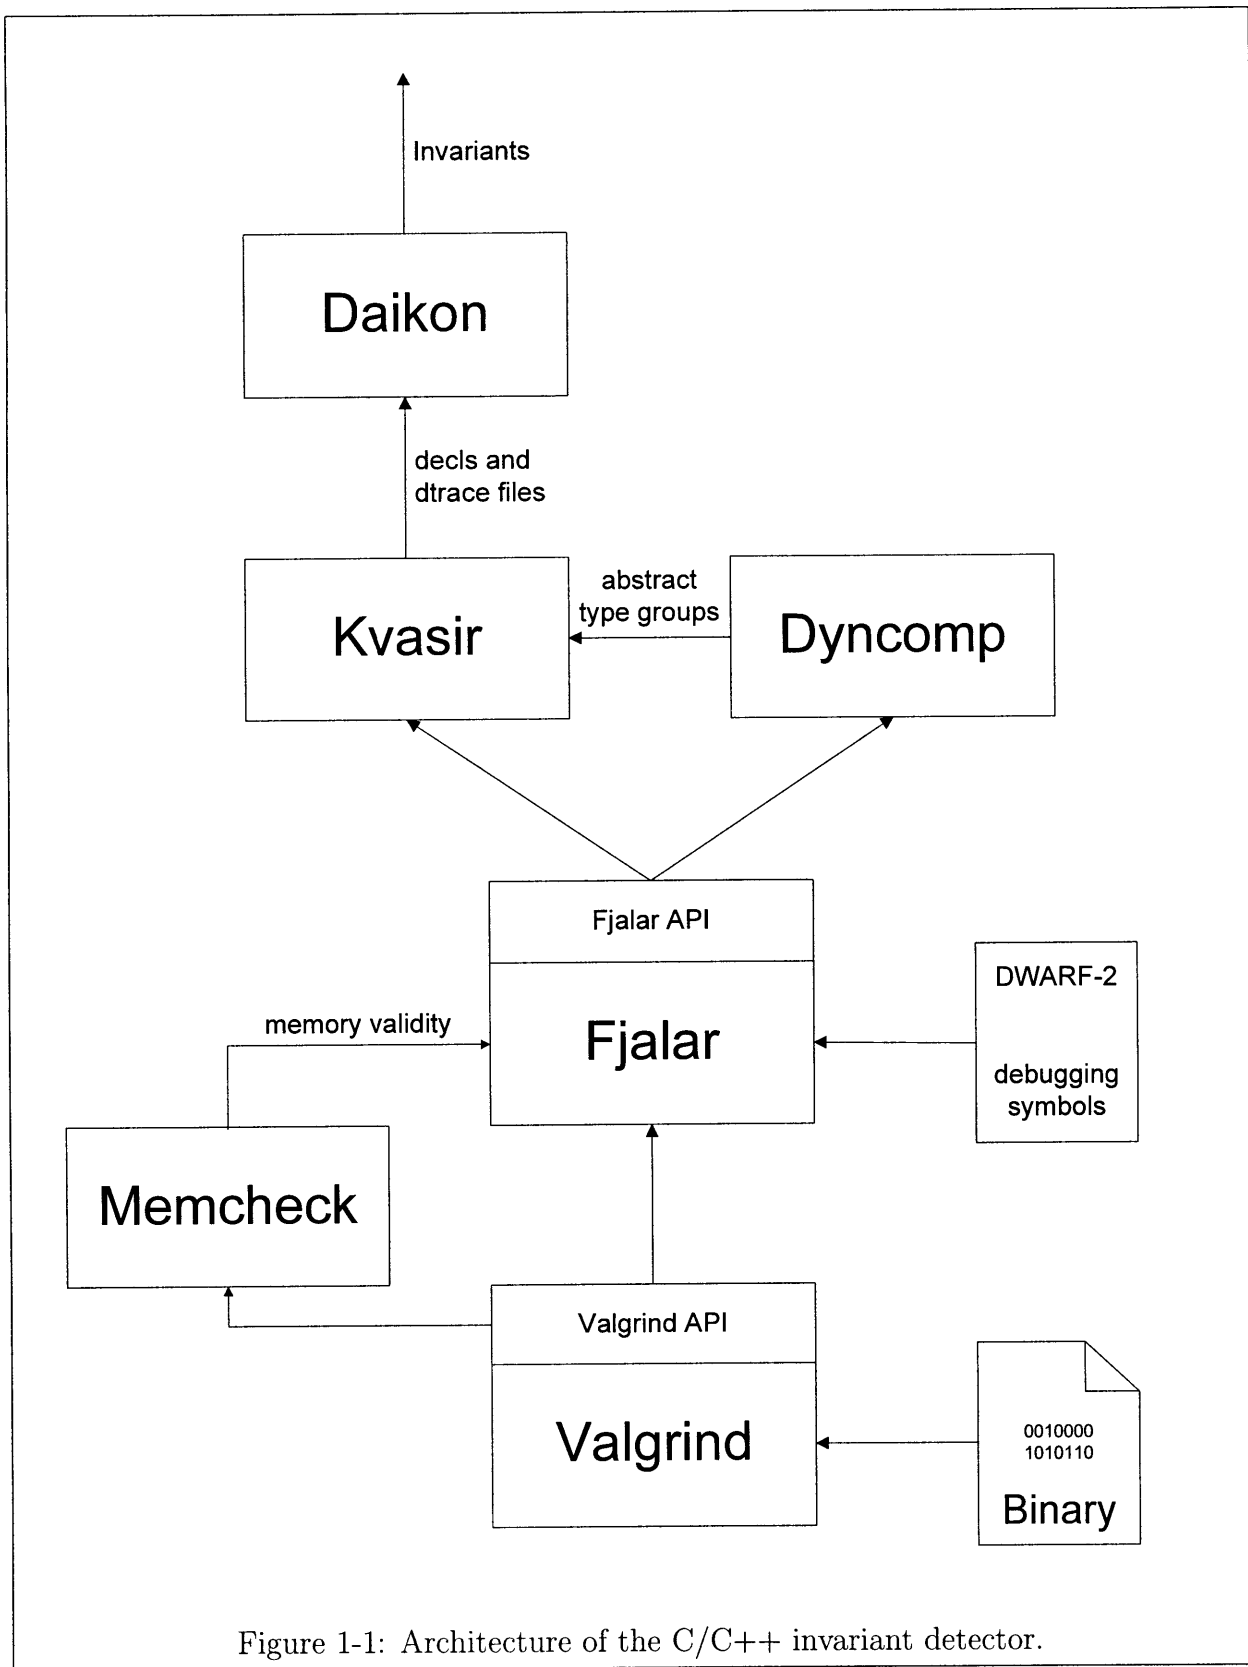 Invariants
Daikon
decls and
dtrace files
abstract
type groups
Kvasir
Dyncomp
Fjalar API
DWARF-2
memory validity
Fjalar
debugging
symbols
Memcheck
Valgrind API
0010000
1010110
Valgrind
Binary
Figure 1-1: Architecture of the C/C++ invariant detector.